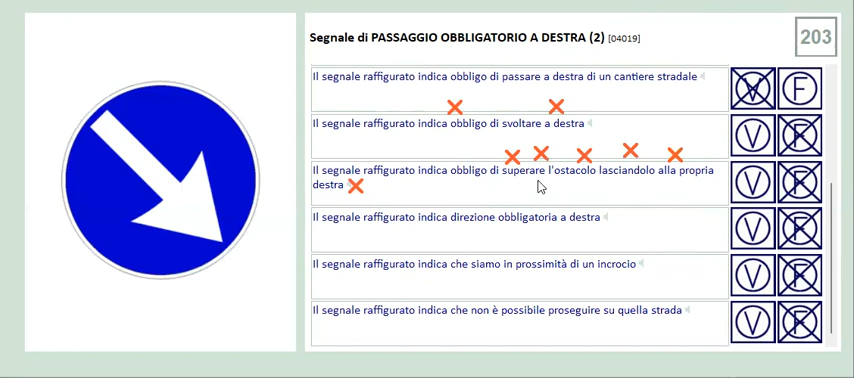 Segnale di PASSAGGIO OBBLIGATORIO A DESTRA (2) [04019]
203
Il segnale raffigurato indica obbligo di passare a destra di un cantiere stradale
V F
Il segnale raffigurato indica obbligo di svoltare a destra
V F
Il segnale raffigurato indica obbligo di superare l'ostacolo lasciandolo alla propria
destra
V F
Il segnale raffigurato indica direzione obbligatoria a destra
V F
Il segnale raffigurato indica che siamo in prossimità di un incrocio
V F
Il segnale raffigurato indica che non è possibile proseguire su quella strada
V F